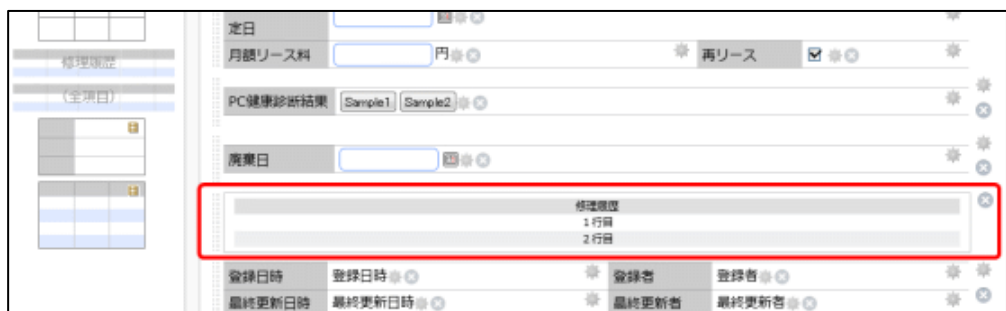 修理履歴
(全項目)
定日
月額リース料 円 再リース
PC健康診断結果 Sample1 Sample2
廃棄日
修理履歴
1行目
2行目
登録日時 登録日時 登録者 登録者
最終更新日時 最終更新日時 最終更新者 最終更新者